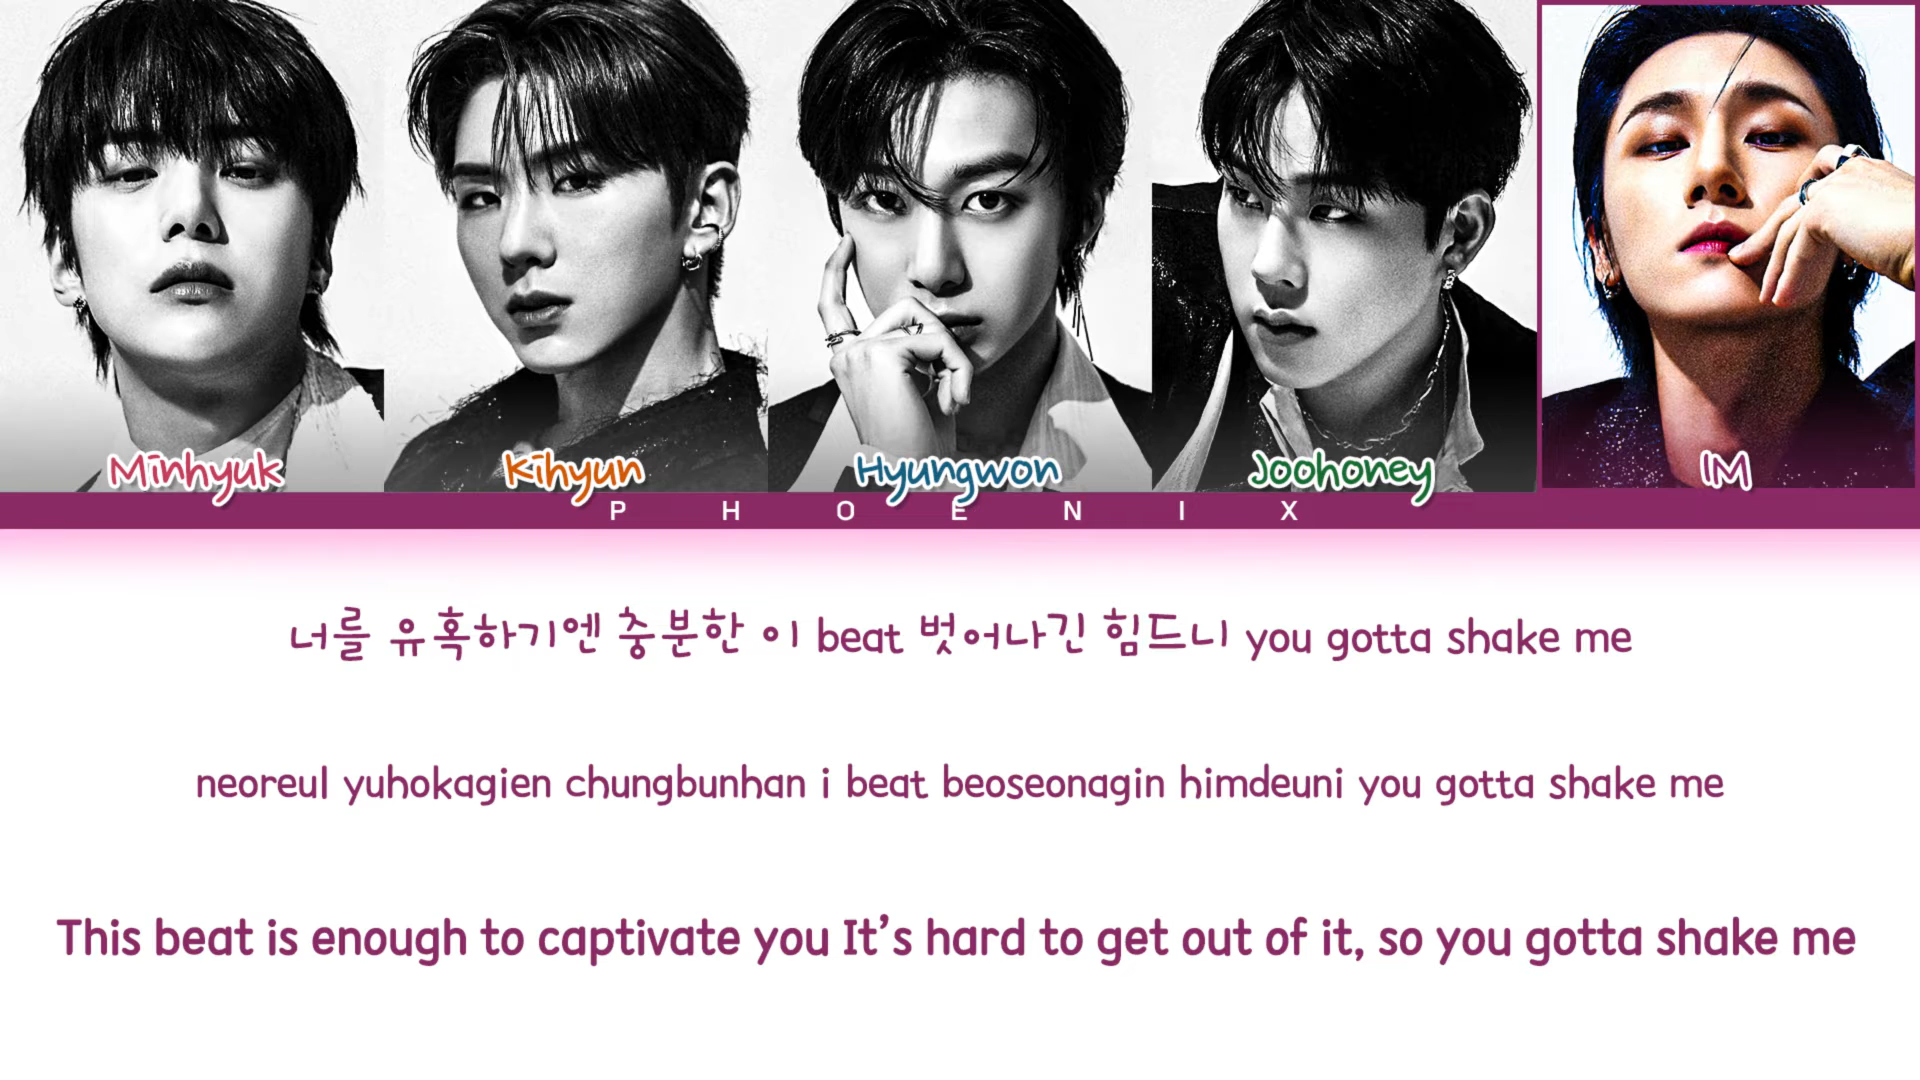 Minhyuk Kihyun Hyungwon Joohoney IM
PHOENIX
너를 유혹하기엔 충분한 이 beat 벗어나긴 힘드니 you gotta shake me
neoreul yuhokagien chungbunhan i beat beoseonagin himdeuni you gotta shake me
This beat is enough to captivate you It’s hard to get out of it, so you gotta shake me